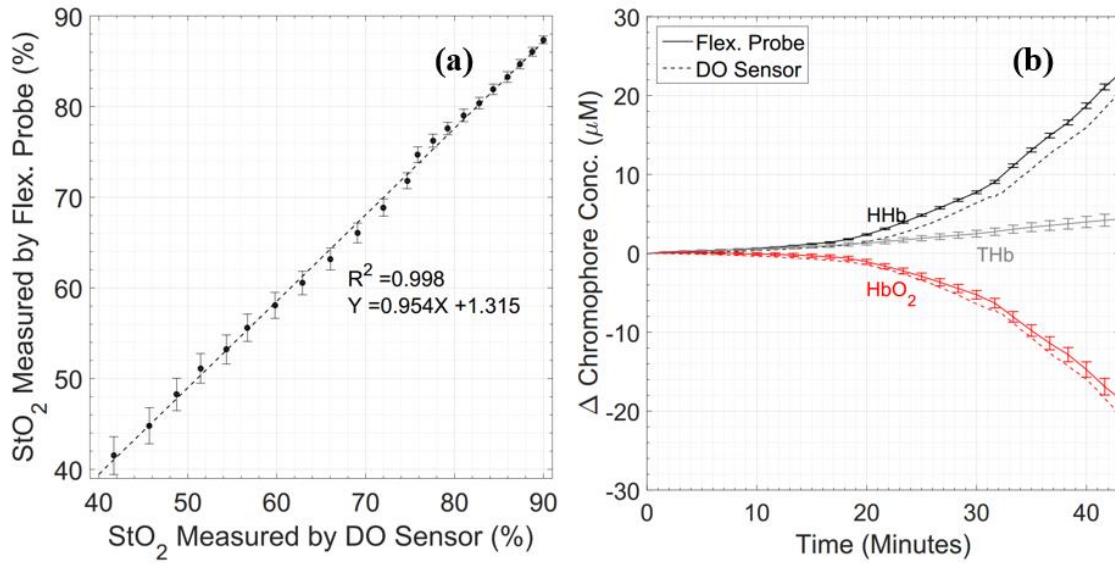 (a)
StO2 Measured by Flex. Probe (%)
90
80
70
60
50
40
R2 =0.998
Y =0.954X +1.315
40 50 60 70 80 90
StO2 Measured by DO Sensor (%)
(b)
Flex. Probe
DO Sensor
Δ Chromophore Conc. (μM)
30
20
10
0
-10
-20
-30
HHb
THb
HbO2
0 10 20 30 40
Time (Minutes)